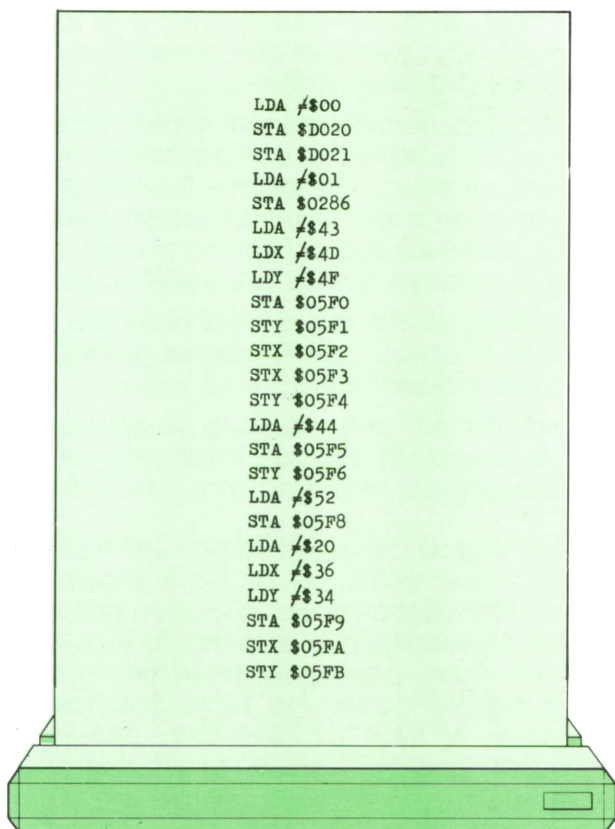 LDA ≠$00
STA $D020
STA $D021
LDA ≠$01
STA $0286
LDA ≠$43
LDX ≠$4D
LDY ≠$4F
STA $05F0
STY $05F1
STX $05F2
STX $05F3
STY $05F4
LDA ≠$44
STA $05F5
STY $05F6
LDA ≠$52
STA $05F8
LDA ≠$20
LDX ≠$36
LDY ≠$34
STA $05F9
STX $05FA
STY $05FB